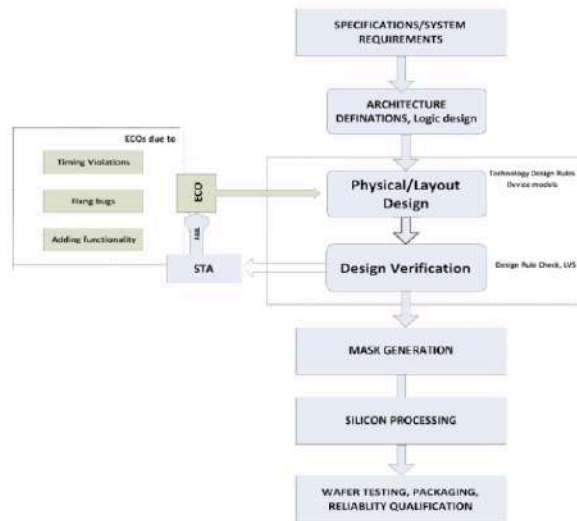 SPECIFICATIONS/SYSTEM
REQUIREMENTS
ARCHITECTURE
DEFINATIONS, Logic design
ECOs due to
Timing Violations
Fixing bugs
Adding functionality
ECO
FAIL
STA
Technology Design Rules
Device models
Physical/Layout
Design
Design Verification
Design Rule Check, LVS
MASK GENERATION
SILICON PROCESSING
WAFER TESTING, PACKAGING,
RELIABLITY QUALIFICATION